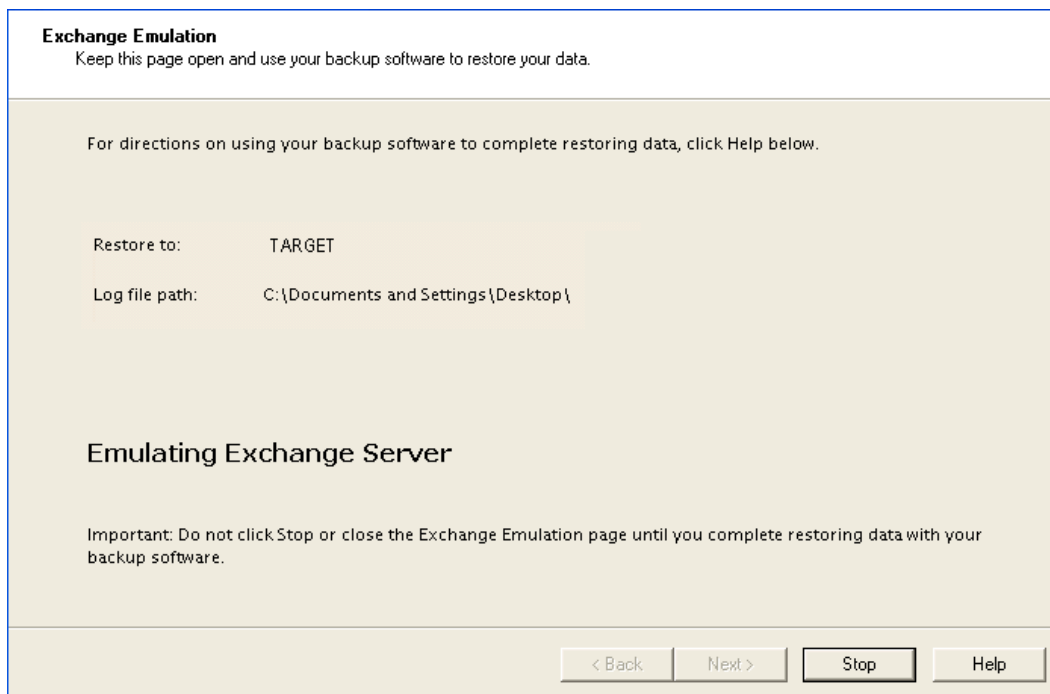 Exchange Emulation
Keep this page open and use your backup software to restore your data.
For directions on using your backup software to complete restoring data, click Help below.
Restore to: TARGET
Log file path: C:\Documents and Settings\Desktop\
Emulating Exchange Server
Important: Do not click Stop or close the Exchange Emulation page until you complete restoring data with your
backup software.
< Back Next > Stop Help